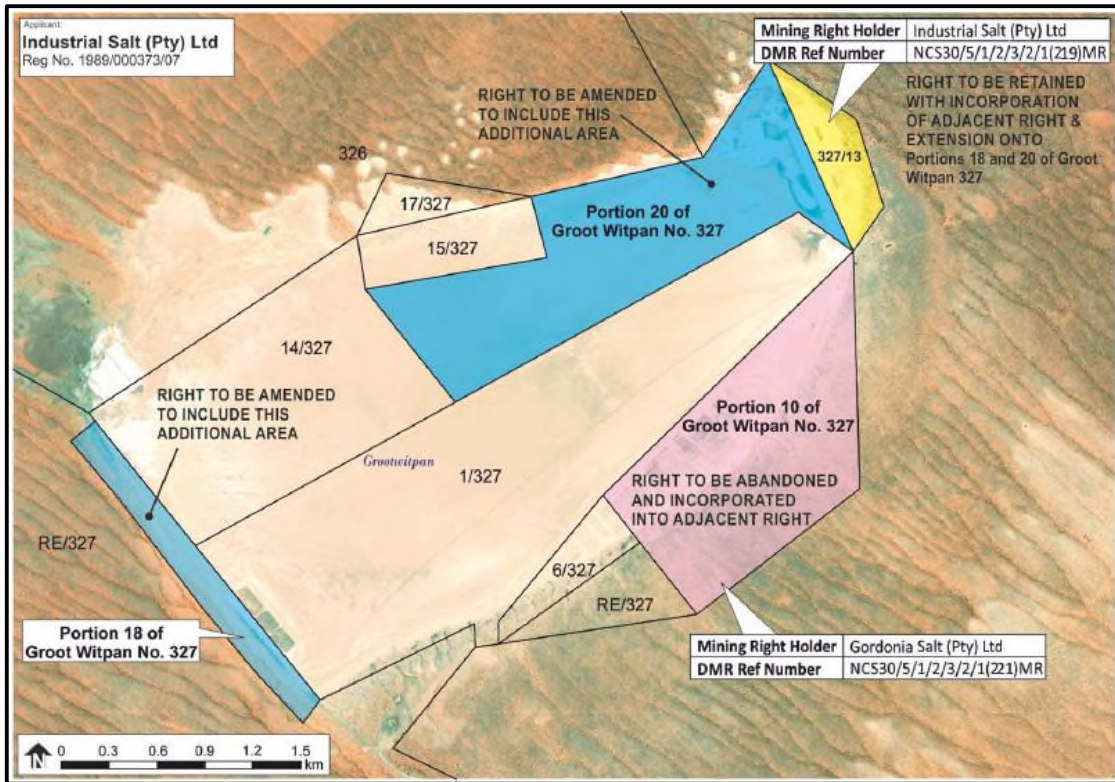 Applicant
Industrial Salt (Pty) Ltd
Reg No. 1989/000373/07
Mining Right Holder Industrial Salt (Pty) Ltd
DMR Ref Number NCS30/5/1/2/3/2/1(219)MR
RIGHT TO BE RETAINED
WITH INCORPORATION
OF ADJACENT RIGHT &
EXTENSION ONTO
Portions 18 and 20 of Groot
Witpan 327
RIGHT TO BE AMENDED
TO INCLUDE THIS
ADDITIONAL AREA
327/13
326
17/327
15/327
Portion 20 of
Groot Witpan No. 327
14/327
RIGHT TO BE AMENDED
TO INCLUDE THIS
ADDITIONAL AREA
Grootwitpan
1/327
Portion 10 of
Groot Witpan No. 327
RIGHT TO BE ABANDONED
AND INCORPORATED
INTO ADJACENT RIGHT
RE/327
6/327
RE/327
Portion 18 of
Groot Witpan No. 327
Mining Right Holder Gordonia Salt (Pty) Ltd
DMR Ref Number NCS30/5/1/2/3/2/1(221)MR
N
0 0.3 0.6 0.9 1.2 1.5
km